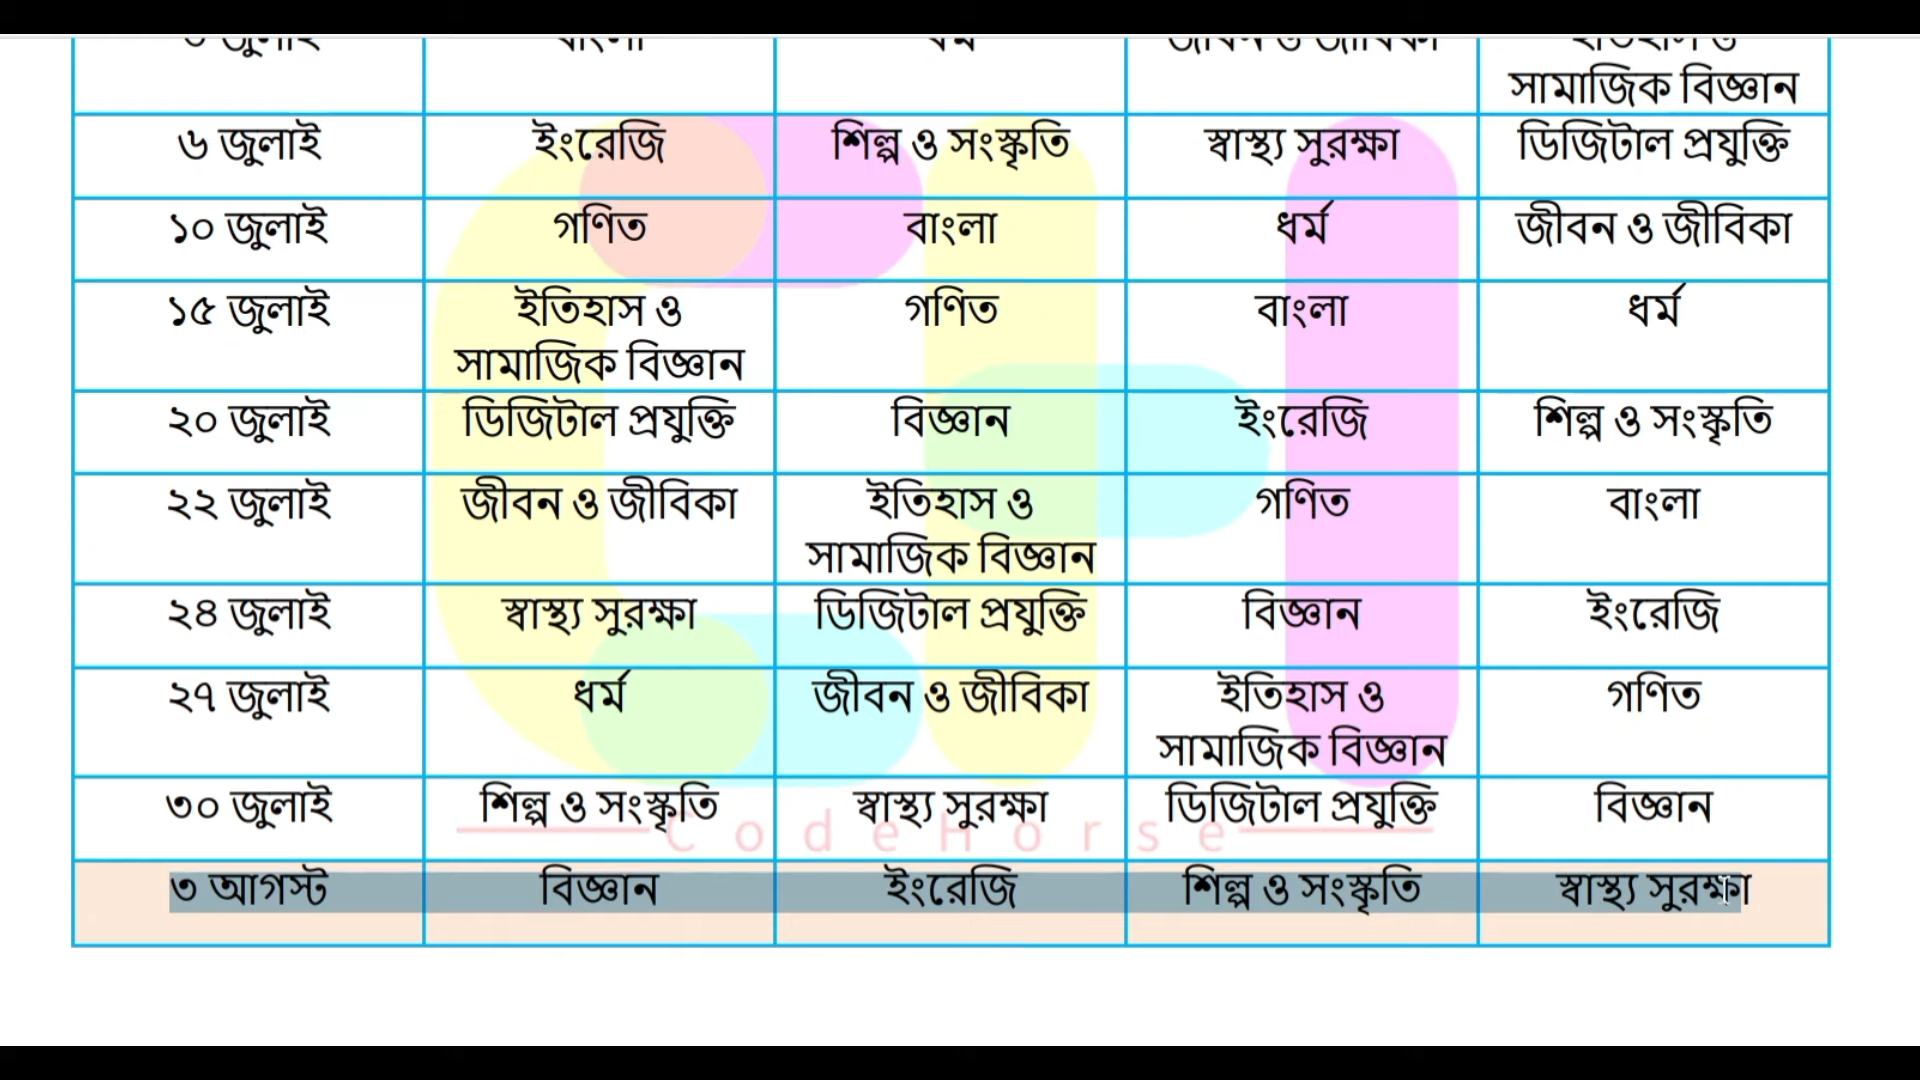 সামাজিক বিজ্ঞান
৬ জুলাই ইংরেজি শিল্প ও সংস্কৃতি স্বাস্থ্য সুরক্ষা ডিজিটাল প্রযুক্তি
১০ জুলাই গণিত বাংলা ধর্ম জীবন ও জীবিকা
১৫ জুলাই ইতিহাস ও গণিত বাংলা ধর্ম
সামাজিক বিজ্ঞান
২০ জুলাই ডিজিটাল প্রযুক্তি বিজ্ঞান ইংরেজি শিল্প ও সংস্কৃতি
২২ জুলাই জীবন ও জীবিকা ইতিহাস ও গণিত বাংলা
সামাজিক বিজ্ঞান
২৪ জুলাই স্বাস্থ্য সুরক্ষা ডিজিটাল প্রযুক্তি বিজ্ঞান ইংরেজি
২৭ জুলাই ধর্ম জীবন ও জীবিকা ইতিহাস ও গণিত
সামাজিক বিজ্ঞান
৩০ জুলাই শিল্প ও সংস্কৃতি স্বাস্থ্য সুরক্ষা ডিজিটাল প্রযুক্তি বিজ্ঞান
CodeHorse
৩ আগস্ট বিজ্ঞান ইংরেজি শিল্প ও সংস্কৃতি স্বাস্থ্য সুরক্ষা